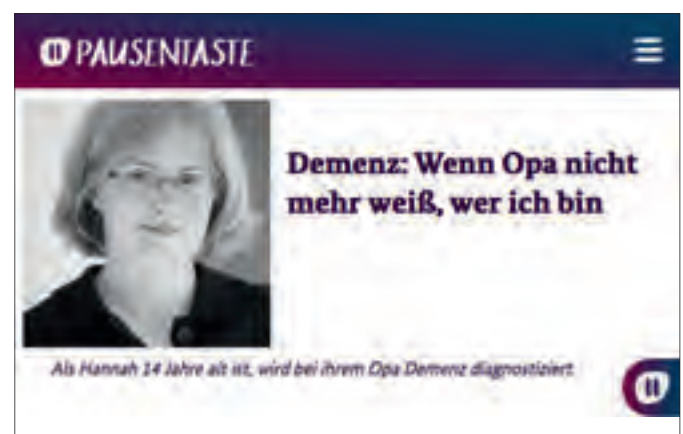 PAUSENTASTE
Demenz: Wenn Opa nicht
mehr weiß, wer ich bin
Als Hannah 14 Jahre alt ist, wird bei ihrem Opa Demenz diagnostiziert.